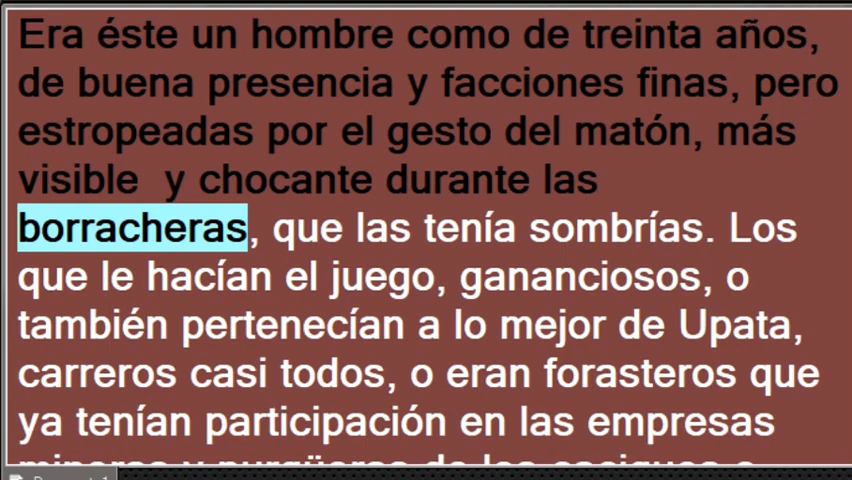 Era éste un hombre como de treinta años,
de buena presencia y facciones finas, pero
estropeadas por el gesto del matón, más
visible  y chocante durante las
borracheras, que las tenía sombrías. Los
que le hacían el juego, gananciosos, o
también pertenecían a lo mejor de Upata,
carreros casi todos, o eran forasteros que
ya tenían participación en las empresas